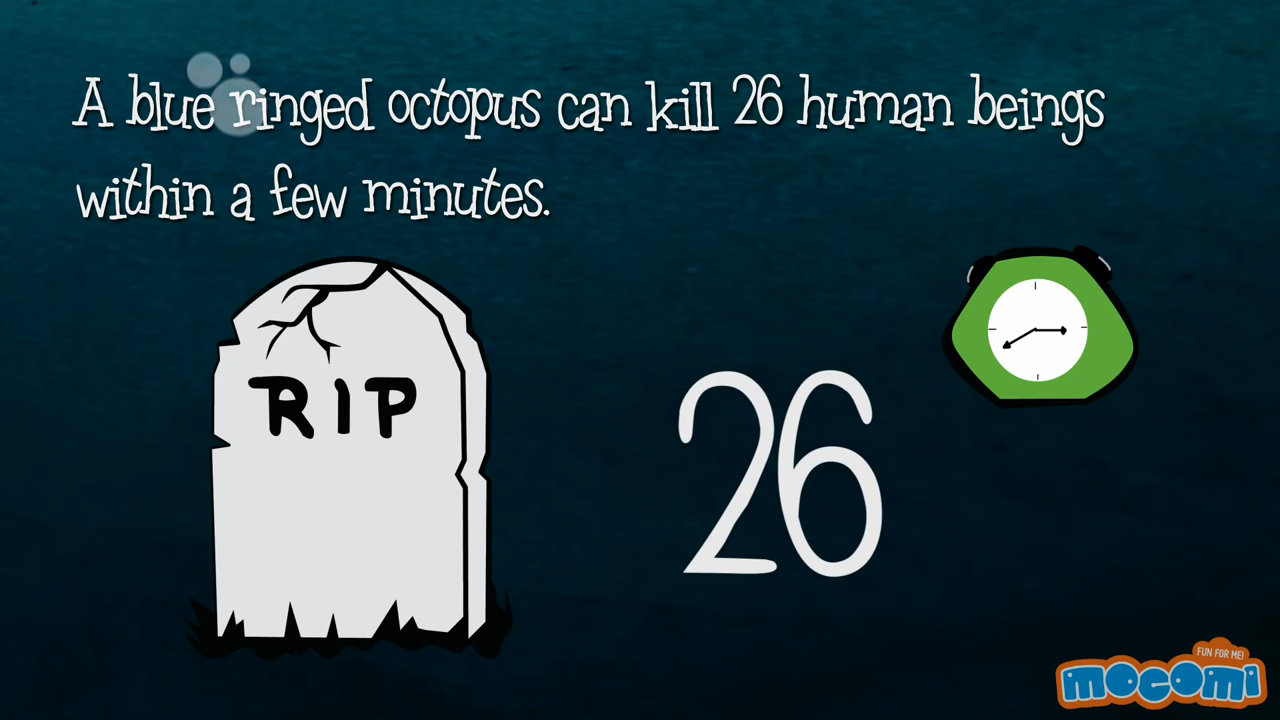 A blue ringed octopus can kill 26 human beings
within a few minutes.
RIP
26
FUN FOR ME!
mocomi